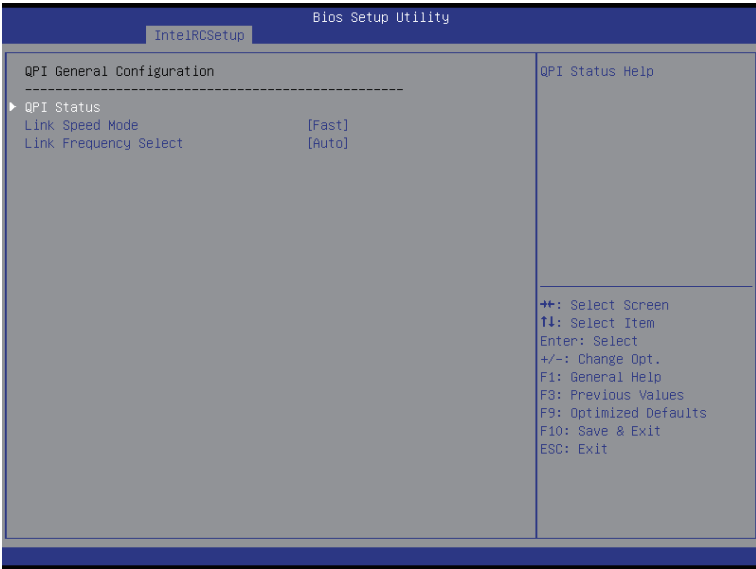 Bios Setup Utility
IntelRCSetup
QPI General Configuration
------------------------------------------------
QPI Status
Link Speed Mode [Fast]
Link Frequency Select [Auto]
QPI Status Help
→←: Select Screen
↑↓: Select Item
Enter: Select
+/-: Change Opt.
F1: General Help
F3: Previous Values
F9: Optimized Defaults
F10: Save & Exit
ESC: Exit